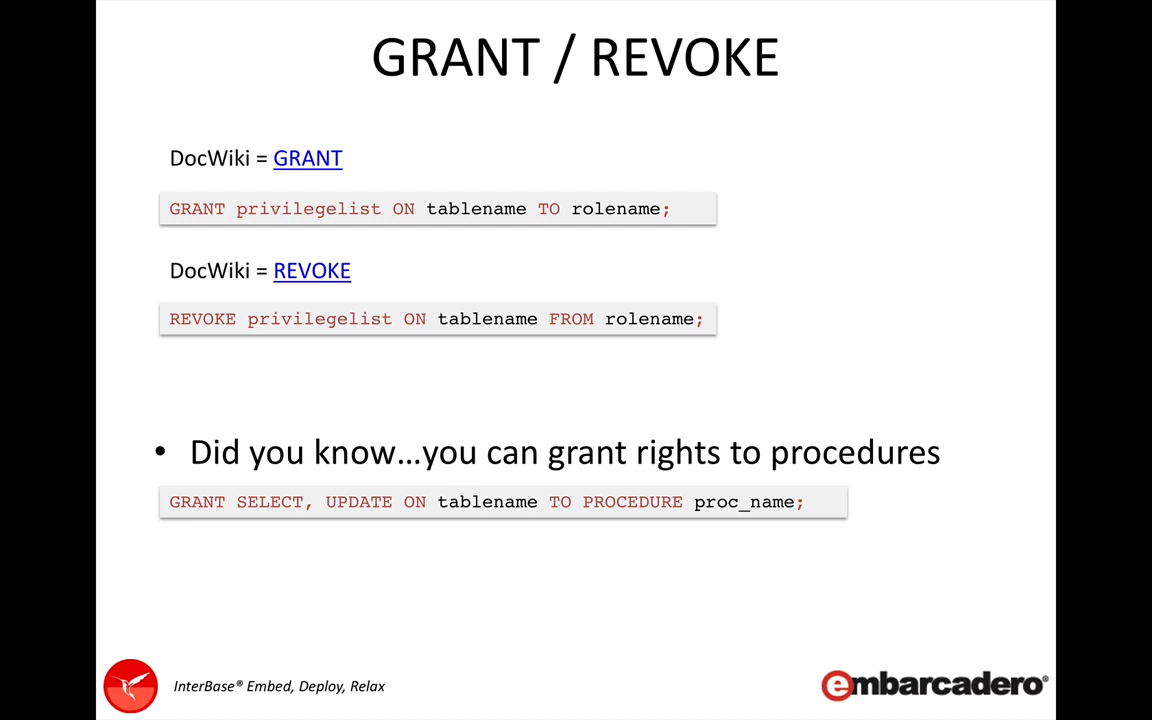 GRANT / REVOKE
DocWiki = GRANT
GRANT privilegelist ON tablename TO rolename;
DocWiki = REVOKE
REVOKE privilegelist ON tablename FROM rolename;
• Did you know…you can grant rights to procedures
GRANT SELECT, UPDATE ON tablename TO PROCEDURE proc_name;
InterBase® Embed, Deploy, Relax
embarcadero®